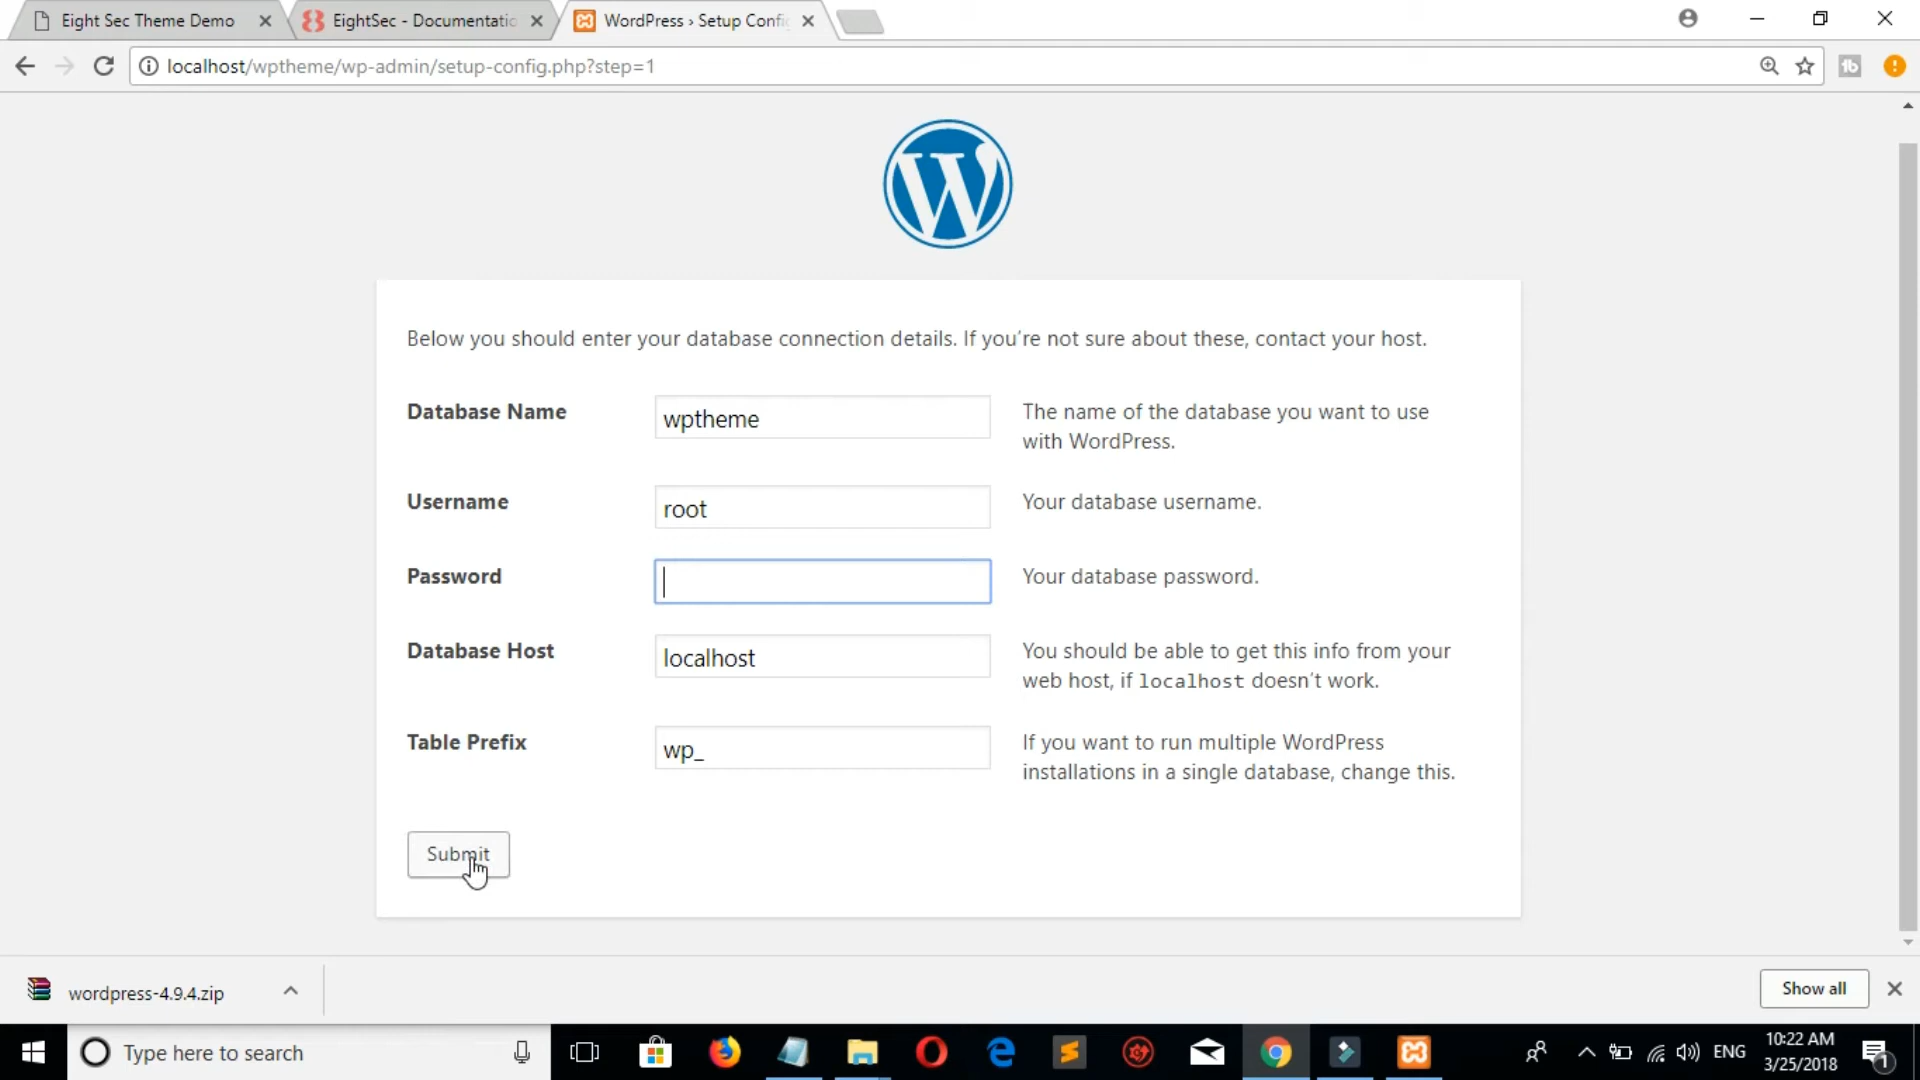 Eight Sec Theme Demo
EightSec - Documentatic
WordPress › Setup Confi
localhost/wptheme/wp-admin/setup-config.php?step=1
Below you should enter your database connection details. If you’re not sure about these, contact your host.
Database Name
wptheme
The name of the database you want to use
with WordPress.
Username
root
Your database username.
Password
Your database password.
Database Host
localhost
You should be able to get this info from your
web host, if localhost doesn’t work.
Table Prefix
wp_
If you want to run multiple WordPress
installations in a single database, change this.
Submit
wordpress-4.9.4.zip
Show all
Type here to search
ENG
10:22 AM
3/25/2018
1